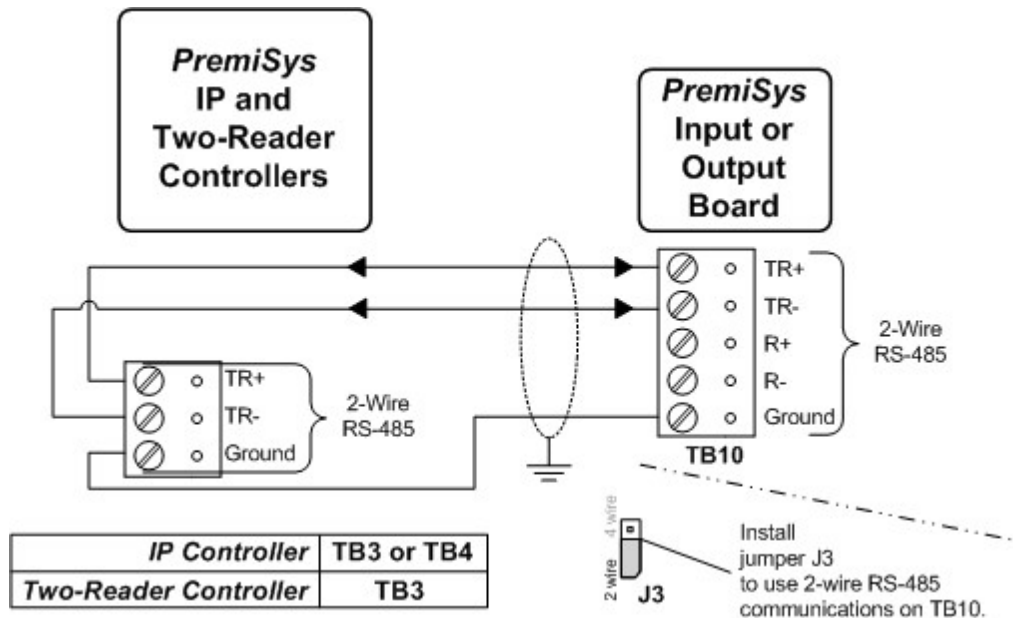 PremiSys
IP and
Two-Reader
Controllers
PremiSys
Input or
Output
Board
TR+
TR-
R+
R-
Ground
2-Wire
RS-485
TB10
TR+
TR-
Ground
2-Wire
RS-485
IP Controller TB3 or TB4
Two-Reader Controller TB3
4 wire
2 wire
J3
Install
jumper J3
to use 2-wire RS-485
communications on TB10.